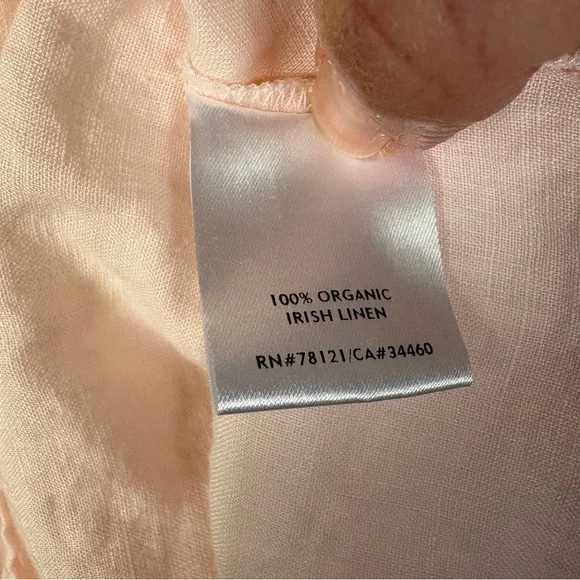 100% ORGANIC
IRISH LINEN
RN#78121/CA#34460